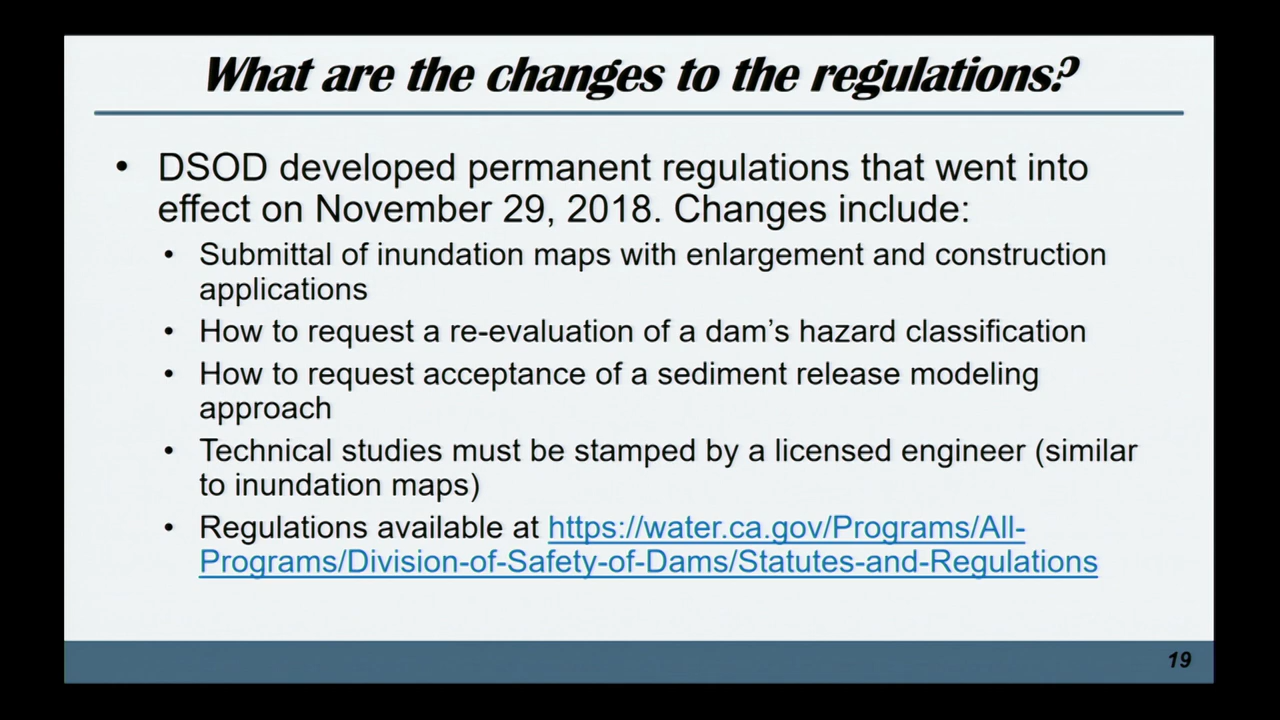 What are the changes to the regulations?
• DSOD developed permanent regulations that went into
effect on November 29, 2018. Changes include:
• Submittal of inundation maps with enlargement and construction
applications
• How to request a re-evaluation of a dam's hazard classification
• How to request acceptance of a sediment release modeling
approach
• Technical studies must be stamped by a licensed engineer (similar
to inundation maps)
• Regulations available at https://water.ca.gov/Programs/All-
Programs/Division-of-Safety-of-Dams/Statutes-and-Regulations
19